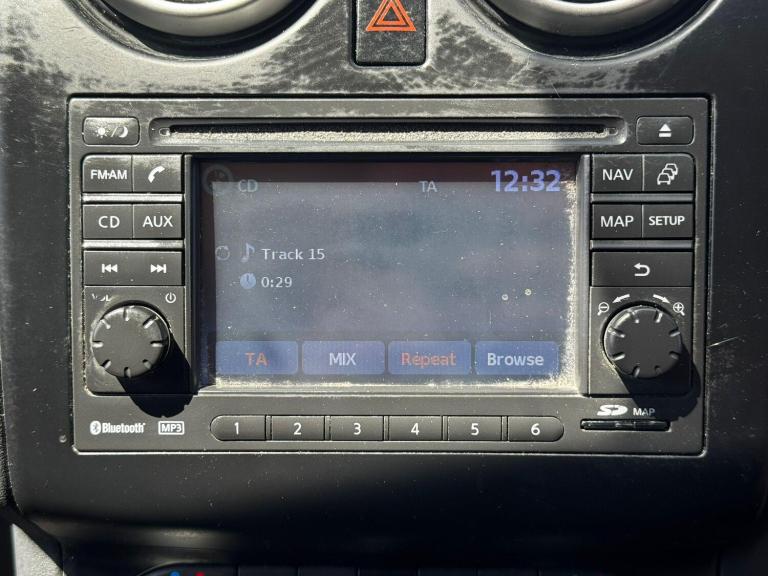 CD TA 12:32
FM·AM
NAV
CD AUX
MAP SETUP
Track 15
0:29
VOL
TA MIX Repeat Browse
Bluetooth MP3
1 2 3 4 5 6
SD MAP